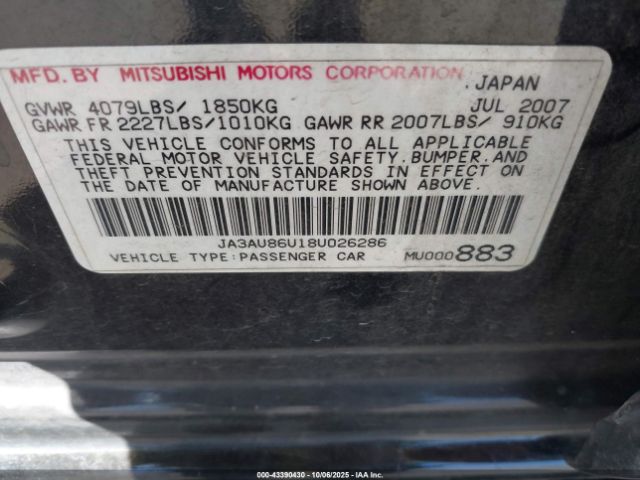 MFD.BY MITSUBISHI MOTORS CORPORATION
.JAPAN
GVWR 4079LBS/ 1850KG JUL 2007
GAWR FR 2227LBS/1010KG GAWR RR 2007LBS/ 910KG
THIS VEHICLE CONFORMS TO ALL APPLICABLE
FEDERAL MOTOR VEHICLE SAFETY.BUMPER.AND
THEFT PREVENTION STANDARDS IN EFFECT ON
THE DATE OF MANUFACTURE SHOWN ABOVE.
JA3AU86U18U026286
VEHICLE TYPE:PASSENGER CAR MU000883
000-43390430 - 10/06/2025 - IAA Inc.